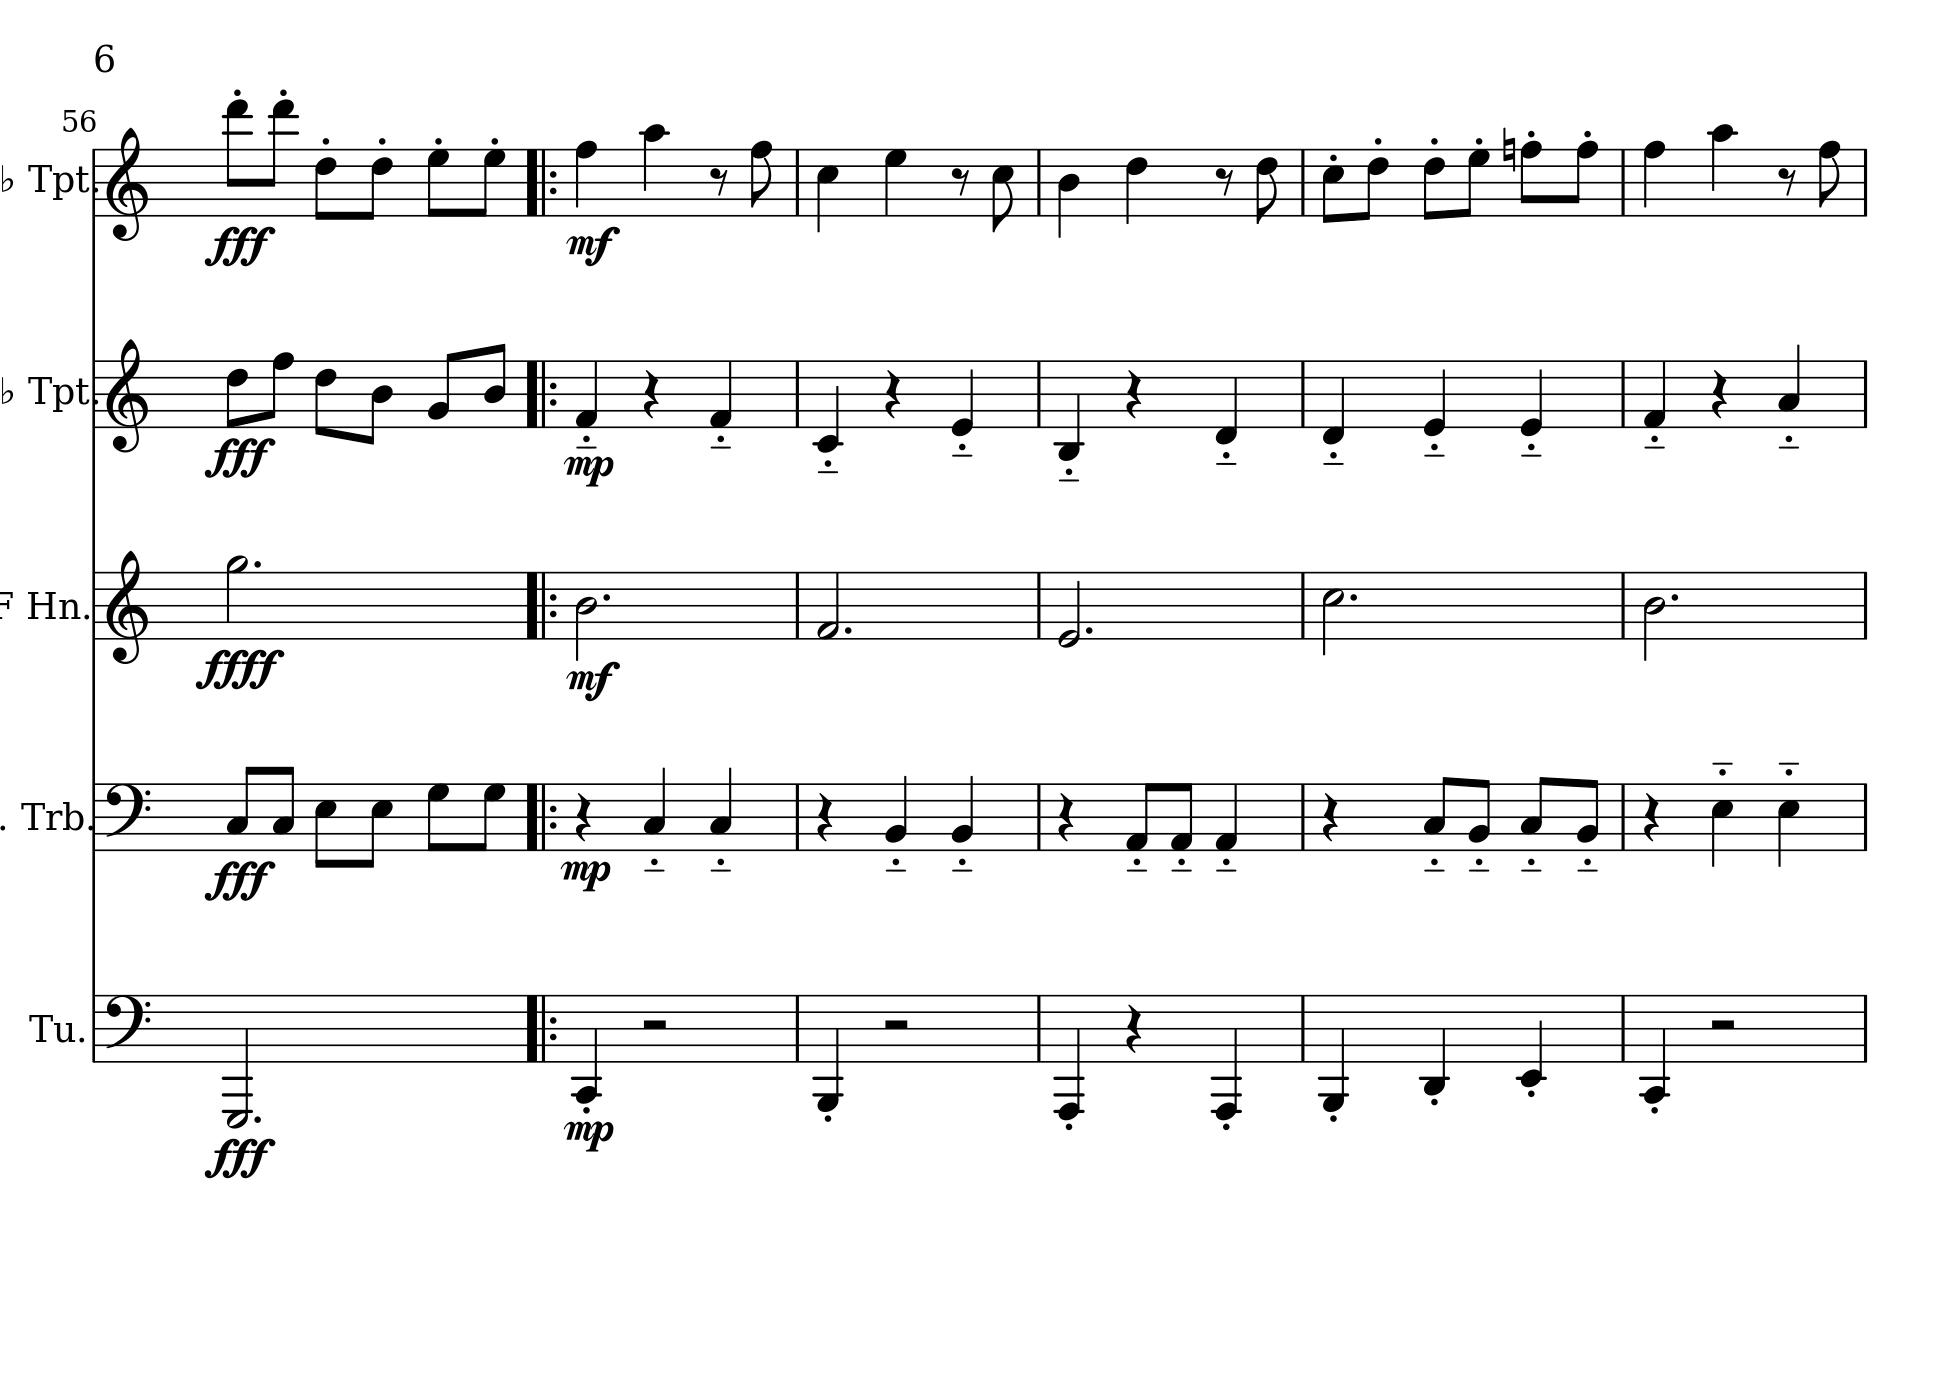 6
56
♭ Tpt.
fff
mf
♭ Tpt.
fff
mp
F Hn.
ffff
mf
. Trb.
fff
mp
Tu.
fff
mp